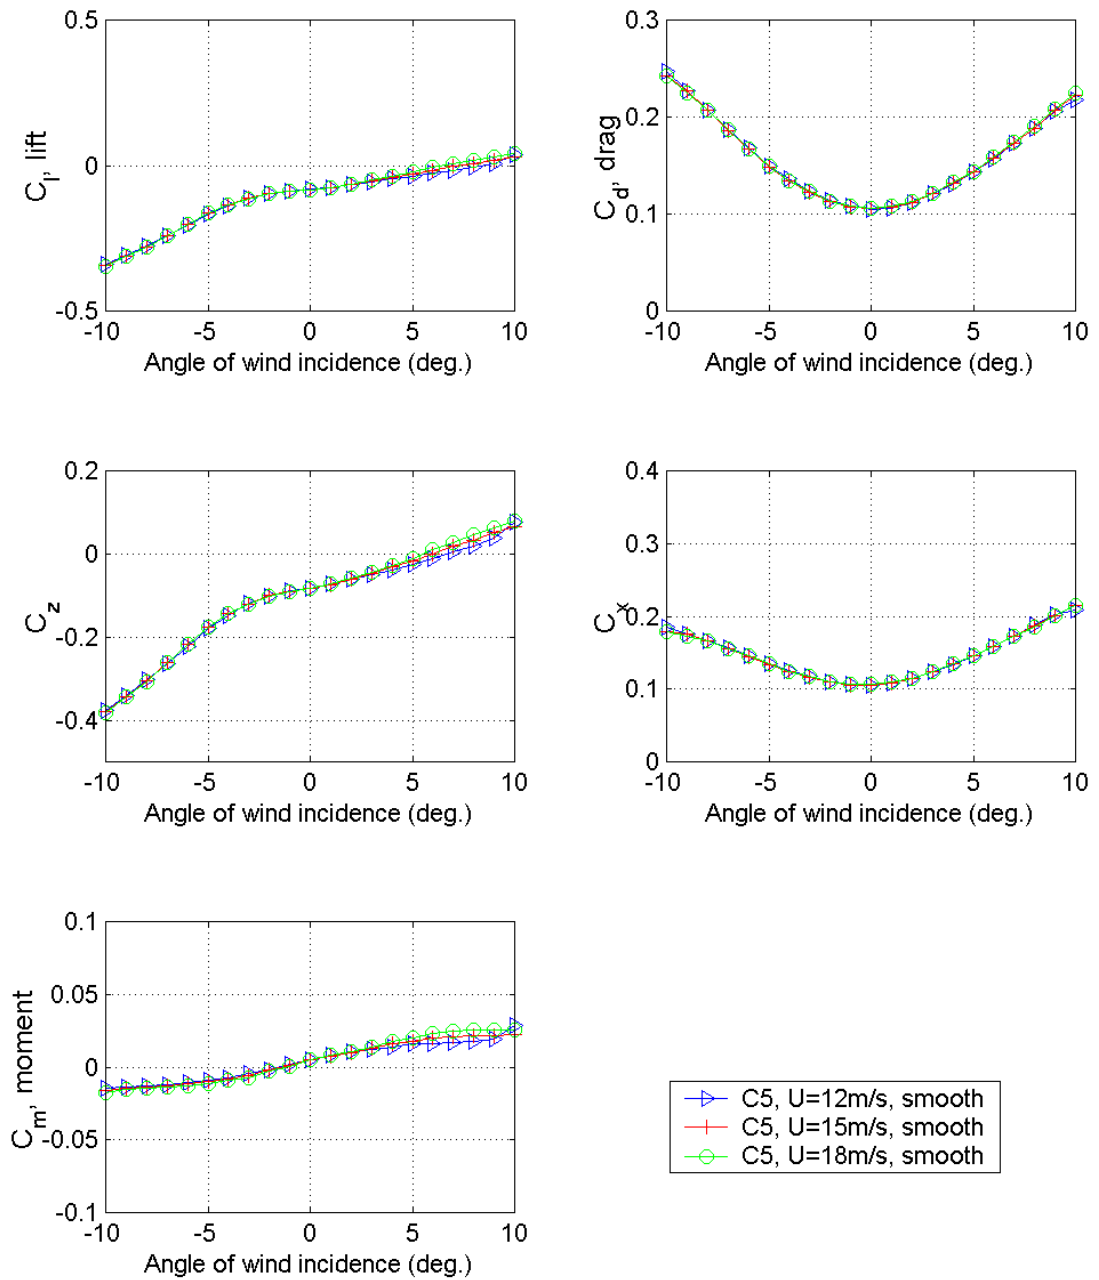 0.5
0
-0.5
C_l, lift
-10 -5 0 5 10
Angle of wind incidence (deg.)
0.3
0.2
0.1
0
C_d, drag
-10 -5 0 5 10
Angle of wind incidence (deg.)
0.2
0
-0.2
-0.4
C_z
-10 -5 0 5 10
Angle of wind incidence (deg.)
0.4
0.3
0.2
0.1
0
C_x
-10 -5 0 5 10
Angle of wind incidence (deg.)
0.1
0.05
0
-0.05
-0.1
C_m, moment
-10 -5 0 5 10
Angle of wind incidence (deg.)
C5, U=12m/s, smooth
C5, U=15m/s, smooth
C5, U=18m/s, smooth